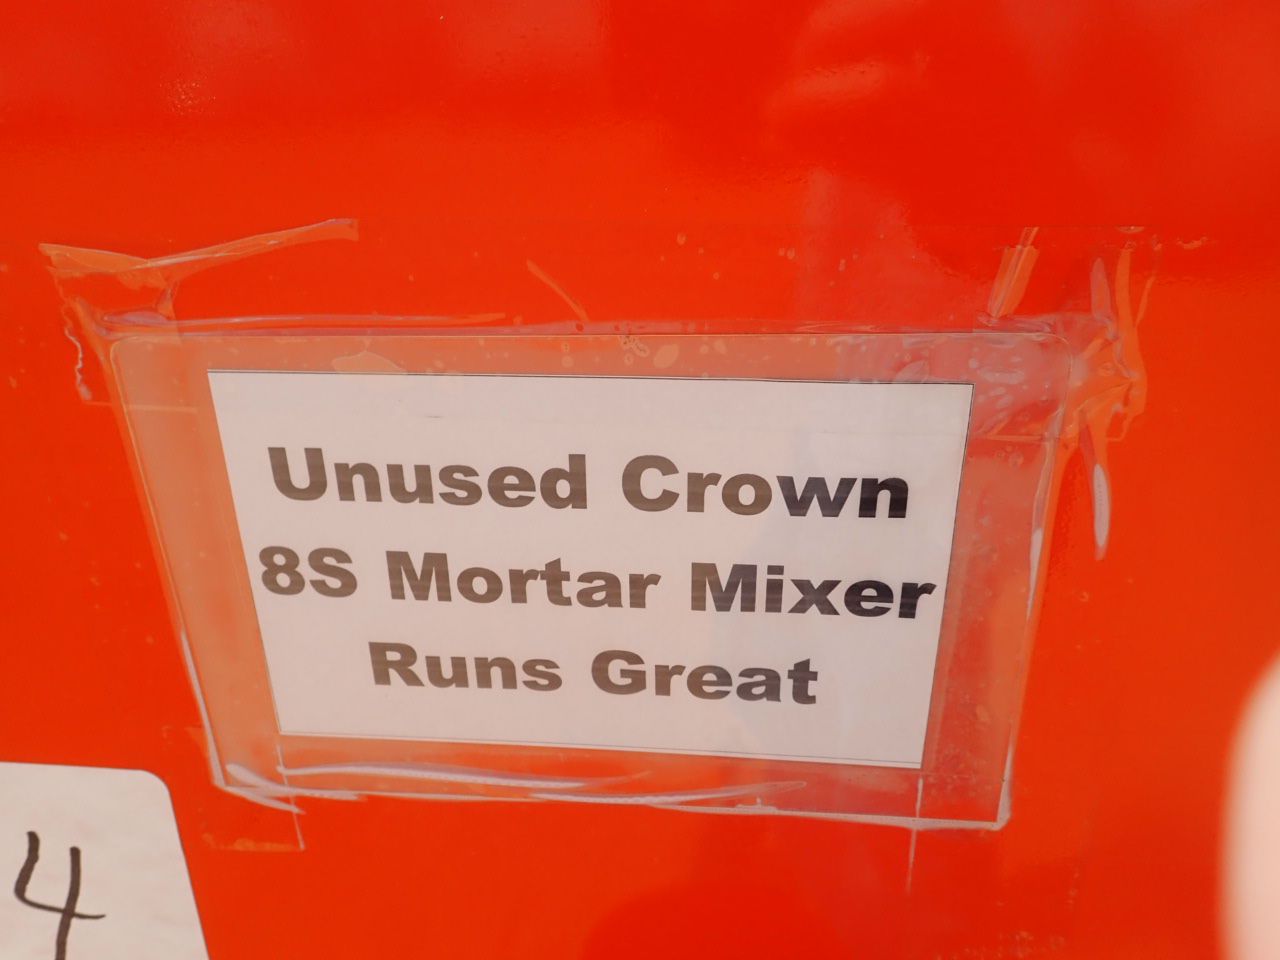 Unused Crown
8S Mortar Mixer
Runs Great
4